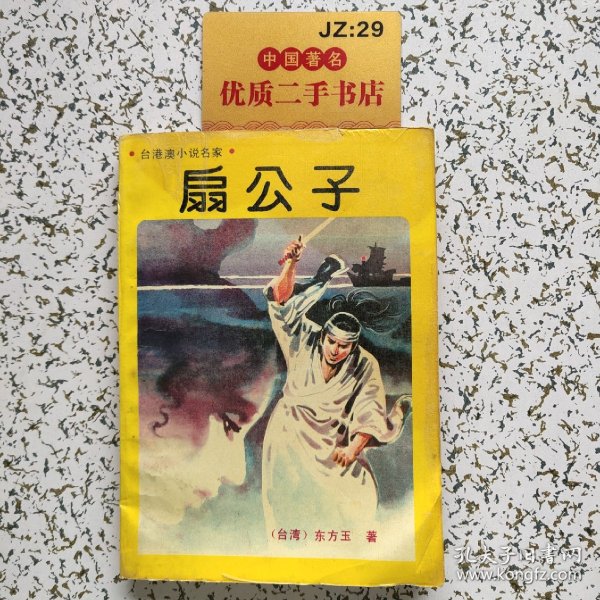 JZ:29
中国著名
优质二手书店
• 台港澳小说名家 •
扇公子
(台湾) 东方玉 著
孔夫子旧书网
www.kongfz.com